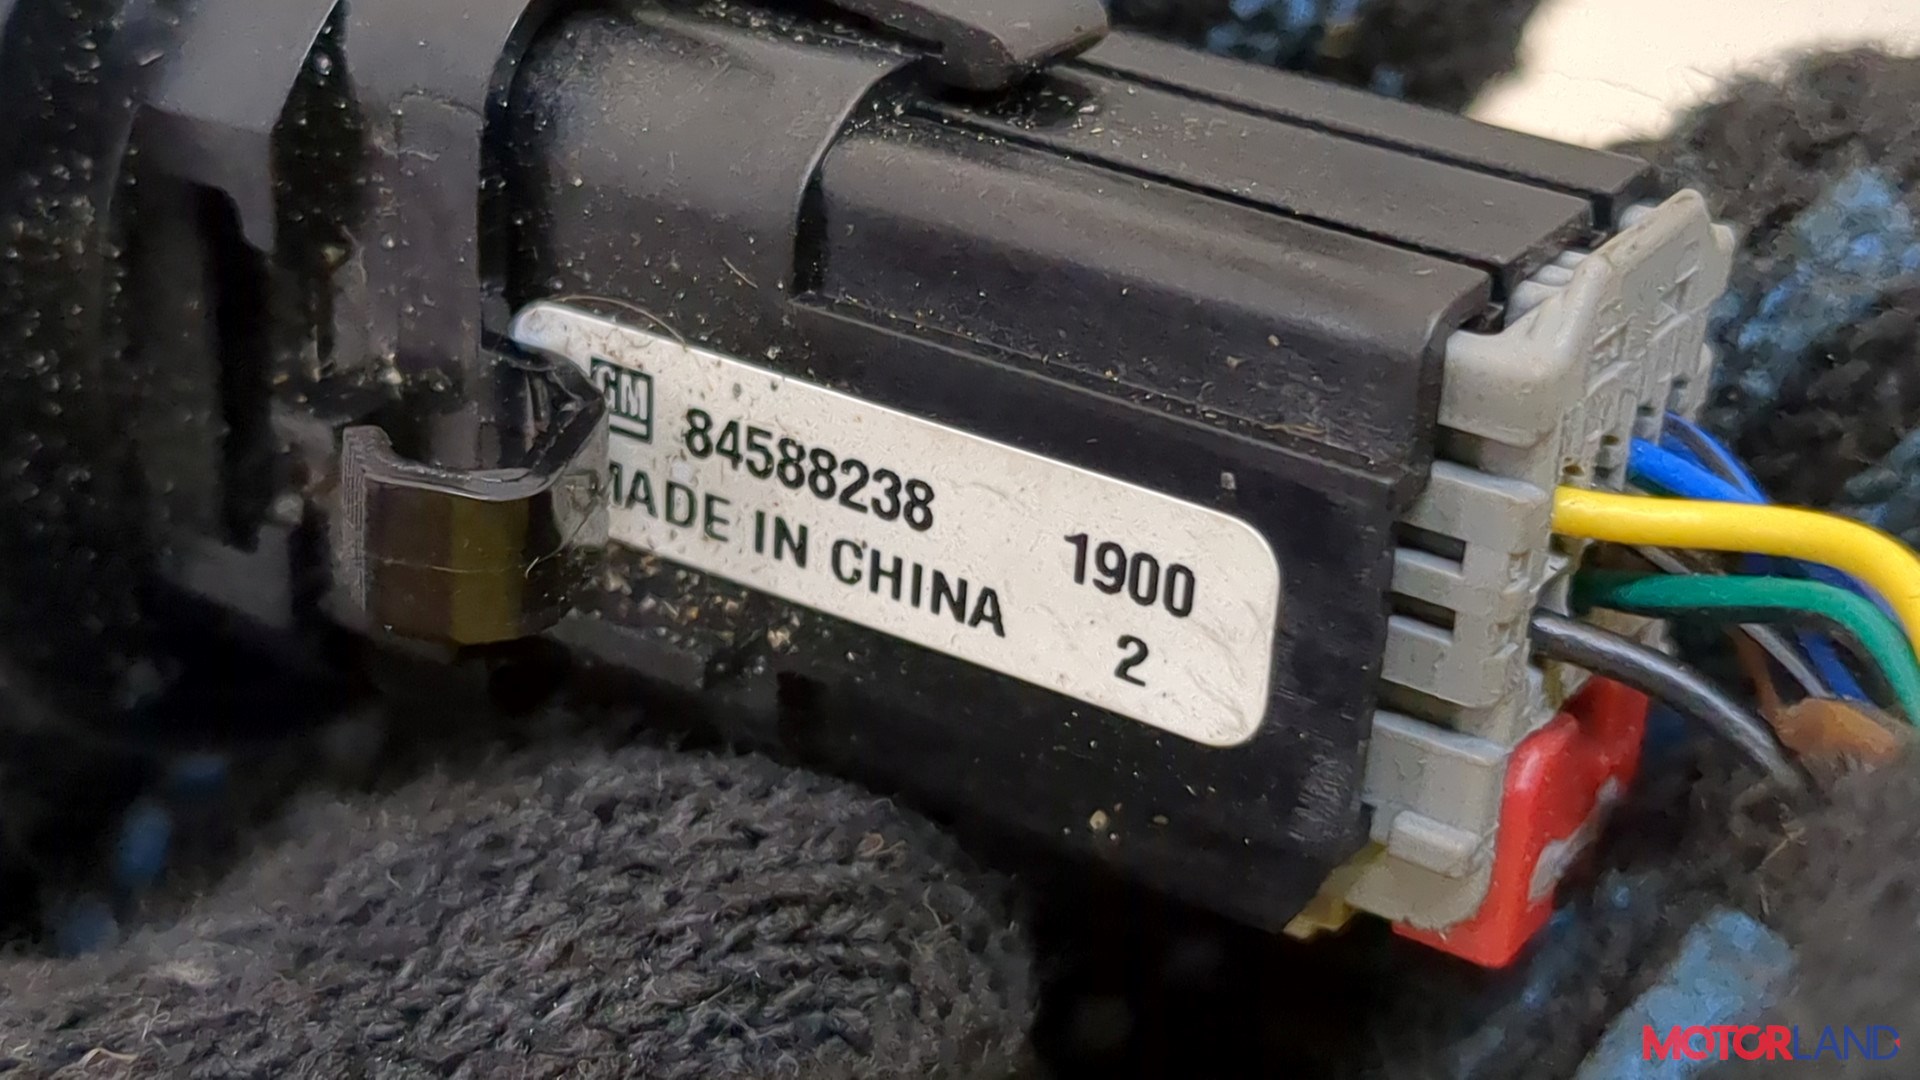 GM
84588238
MADE IN CHINA
1900
2
MOTORLAND